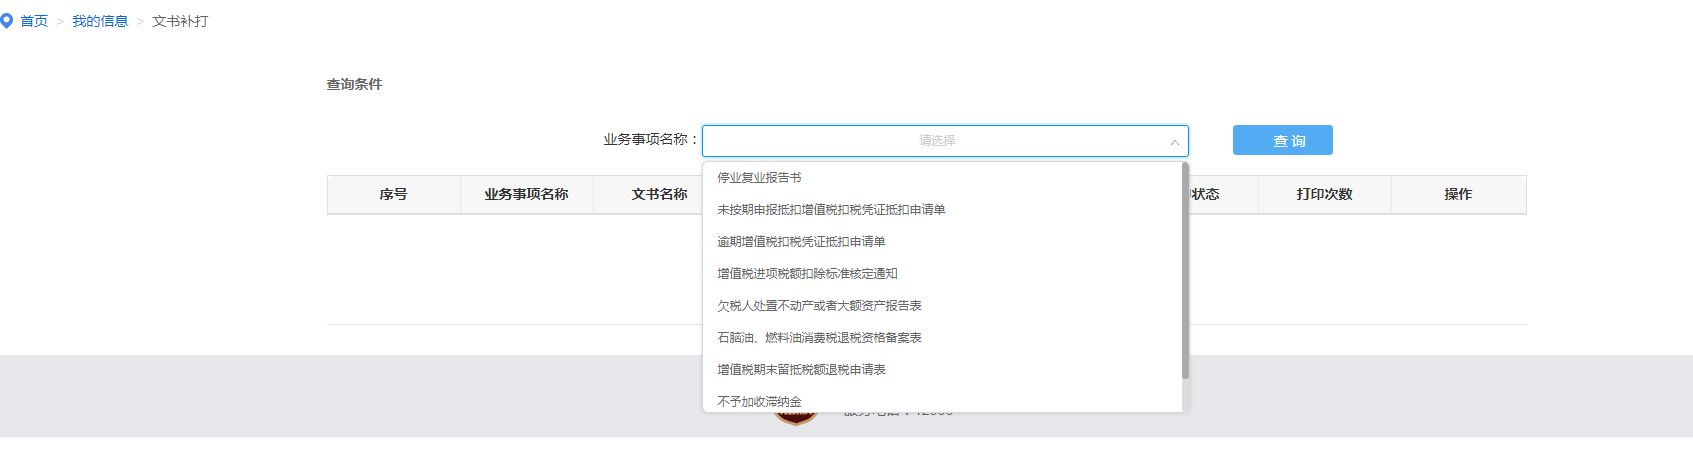 首页 > 我的信息 > 文书补打
查询条件
业务事项名称： 请选择 查 询
序号 业务事项名称 文书名称 状态 打印次数 操作
停业复业报告书
未按期申报抵扣增值税扣税凭证抵扣申请单
逾期增值税扣税凭证抵扣申请单
增值税进项税额扣除标准核定通知
欠税人处置不动产或者大额资产报告表
石脑油、燃料油消费税退税资格备案表
增值税期末留抵税额退税申请表
不予加收滞纳金